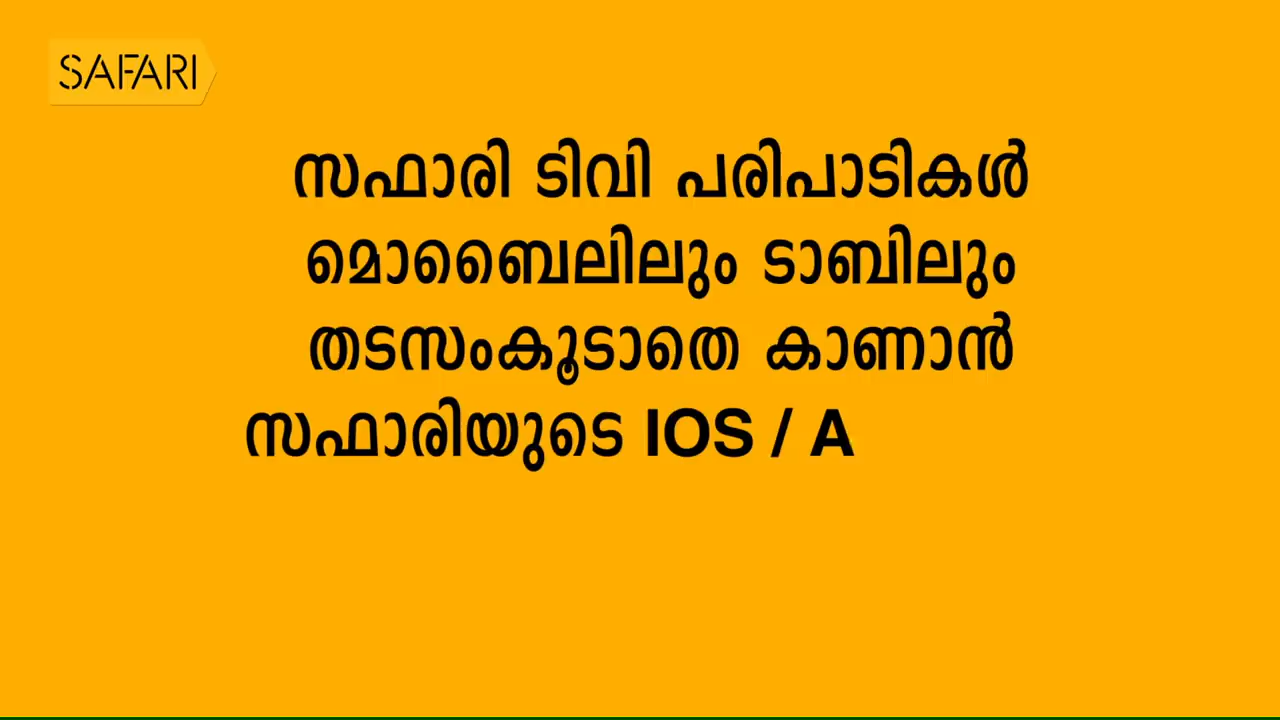 SAFARI
സഫാരി ടിവി പരിപാടികൾ
മൊബൈലിലും ടാബിലും
തടസംകൂടാതെ കാണാൻ
സഫാരിയുടെ IOS / A